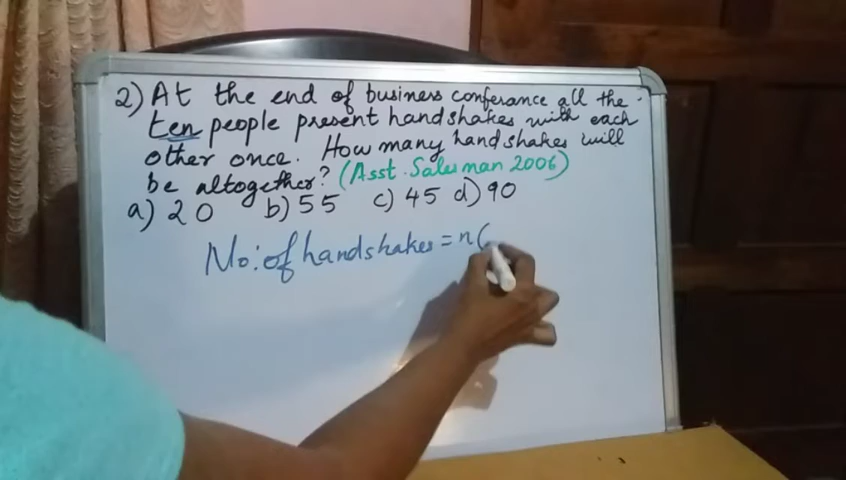 2) At the end of business conferance all the
ten people present handshakes with each
other once. How many handshakes will
be altogether? (Asst. Salesman 2006)
a) 20 b) 55 c) 45 d) 90
No: of handshakes = n(